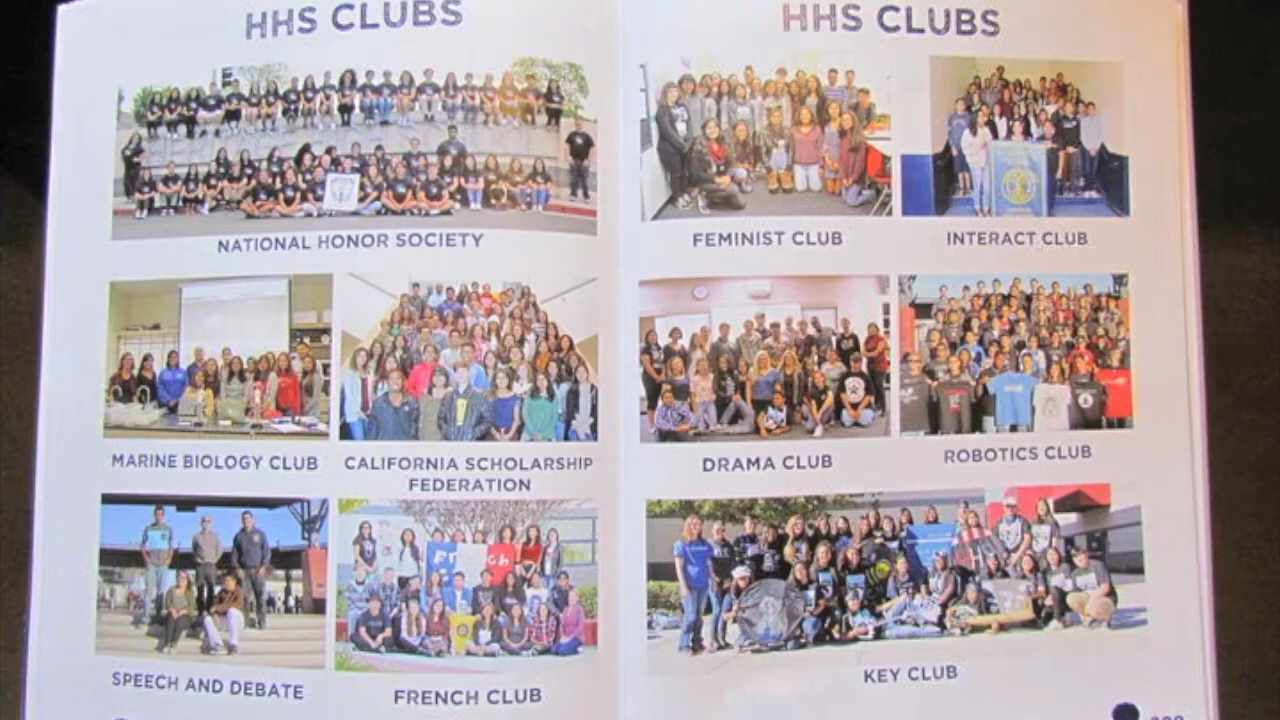 HHS CLUBS
NATIONAL HONOR SOCIETY
MARINE BIOLOGY CLUB
CALIFORNIA SCHOLARSHIP
FEDERATION
SPEECH AND DEBATE
FRENCH CLUB
HHS CLUBS
FEMINIST CLUB
INTERACT CLUB
DRAMA CLUB
ROBOTICS CLUB
KEY CLUB